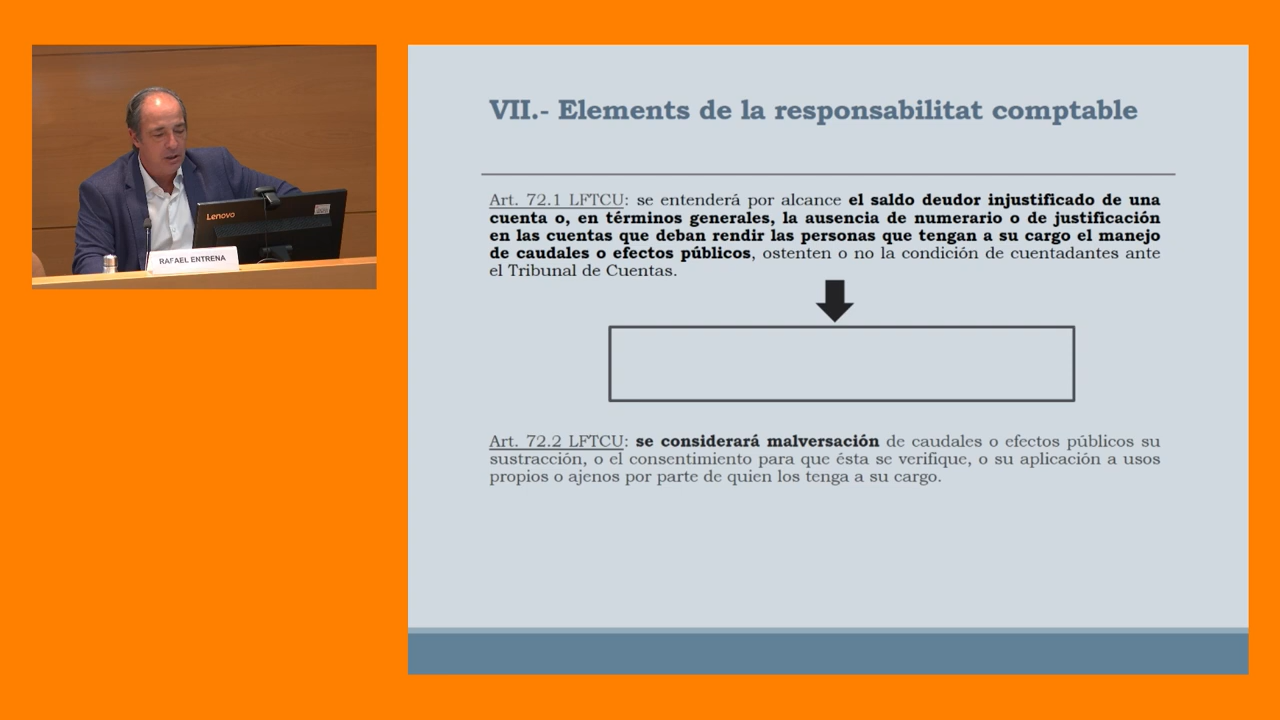 Lenovo
RAFAEL ENTRENA
VII.- Elements de la responsabilitat comptable
Art. 72.1 LFTCU: se entenderá por alcance el saldo deudor injustificado de una
cuenta o, en términos generales, la ausencia de numerario o de justificación
en las cuentas que deban rendir las personas que tengan a su cargo el manejo
de caudales o efectos públicos, ostenten o no la condición de cuentadantes ante
el Tribunal de Cuentas.
Art. 72.2 LFTCU: se considerará malversación de caudales o efectos públicos su
sustracción, o el consentimiento para que ésta se verifique, o su aplicación a usos
propios o ajenos por parte de quien los tenga a su cargo.